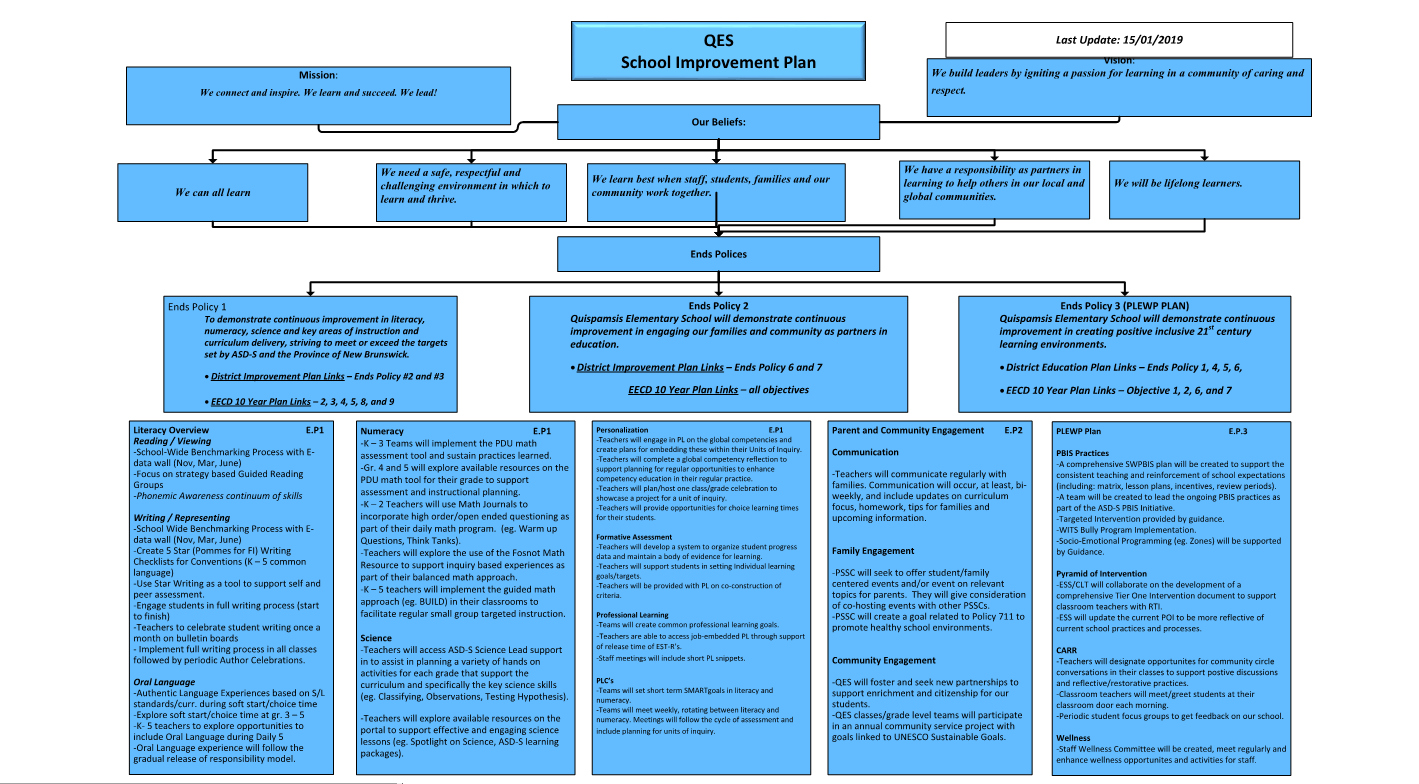 QES
School Improvement Plan
Last Update: 15/01/2019
Mission:
We connect and inspire. We learn and succeed. We lead!
Vision:
We build leaders by igniting a passion for learning in a community of caring and
respect.
Our Beliefs:
We can all learn
We need a safe, respectful and
challenging environment in which to
learn and thrive.
We learn best when staff, students, families and our
community work together.
We have a responsibility as partners in
learning to help others in our local and
global communities.
We will be lifelong learners.
Ends Polices
Ends Policy 1
To demonstrate continuous improvement in literacy,
numeracy, science and key areas of instruction and
curriculum delivery, striving to meet or exceed the targets
set by ASD-S and the Province of New Brunswick.
• District Improvement Plan Links – Ends Policy #2 and #3
• EECD 10 Year Plan Links – 2, 3, 4, 5, 8, and 9
Ends Policy 2
Quispamsis Elementary School will demonstrate continuous
improvement in engaging our families and community as partners in
education.
• District Improvement Plan Links – Ends Policy 6 and 7
EECD 10 Year Plan Links – all objectives
Ends Policy 3 (PLEWP PLAN)
Quispamsis Elementary School will demonstrate continuous
improvement in creating positive inclusive 21st century
learning environments.
• District Education Plan Links – Ends Policy 1, 4, 5, 6,
• EECD 10 Year Plan Links – Objective 1, 2, 6, and 7
Literacy Overview E.P1
Reading / Viewing
-School-Wide Benchmarking Process with E-
data wall (Nov, Mar, June)
-Focus on strategy based Guided Reading
Groups
-Phonemic Awareness continuum of skills
Writing / Representing
-School Wide Benchmarking Process with E-
data wall (Nov, Mar, June)
-Create 5 Star (Pommes for FI) Writing
Checklists for Conventions (K – 5 common
language)
-Use Star Writing as a tool to support self and
peer assessment.
-Engage students in full writing process (start
to finish)
-Teachers to celebrate student writing once a
month on bulletin boards
- Implement full writing process in all classes
followed by periodic Author Celebrations.
Oral Language
-Authentic Language Experiences based on S/L
standards/curr. during soft start/choice time
-Explore soft start/choice time at gr. 3 – 5
-K- 5 teachers to explore opportunities to
include Oral Language during Daily 5
-Oral Language experience will follow the
gradual release of responsibility model.
Numeracy E.P1
-K – 3 Teams will implement the PDU math
assessment tool and sustain practices learned.
-Gr. 4 and 5 will explore available resources on the
PDU math tool for their grade to support
assessment and instructional planning.
-K – 2 Teachers will use Math Journals to
incorporate high order/open ended questioning as
part of their daily math program. (eg. Warm up
Questions, Think Tanks).
-Teachers will explore the use of the Fosnot Math
Resource to support inquiry based experiences as
part of their balanced math approach.
-K – 5 teachers will implement the guided math
approach (eg. BUILD) in their classrooms to
facilitate regular small group targeted instruction.
Science
-Teachers will access ASD-S Science Lead support
in to assist in planning a variety of hands on
activities for each grade that support the
curriculum and specifically the key science skills
(eg. Classifying, Observations, Testing Hypothesis).
-Teachers will explore available resources on the
portal to support effective and engaging science
lessons (eg. Spotlight on Science, ASD-S learning
packages).
Personalization E.P1
-Teachers will engage in PL on the global competencies and
create plans for embedding these within their Units of Inquiry.
-Teachers will complete a global competency reflection to
support planning for regular opportunities to enhance
competency education in their regular practice.
-Teachers will plan/host one class/grade celebration to
showcase a project for a unit of inquiry.
-Teachers will provide opportunities for choice learning times
for their students.
Formative Assessment
-Teachers will develop a system to organize student progress
data and maintain a body of evidence for learning.
-Teachers will support students in setting Individual learning
goals/targets.
-Teachers will be provided with PL on co-construction of
criteria.
Professional Learning
-Teams will create common professional learning goals.
-Teachers are able to access job-embedded PL through support
of release time of EST-R's.
-Staff meetings will include short PL snippets.
PLC's
-Teams will set short term SMARTgoals in literacy and
numeracy.
-Teams will meet weekly, rotating between literacy and
numeracy. Meetings will follow the cycle of assessment and
include planning for units of inquiry.
Parent and Community Engagement E.P2
Communication
-Teachers will communicate regularly with
families. Communication will occur, at least, bi-
weekly, and include updates on curriculum
focus, homework, tips for families and
upcoming information.
Family Engagement
-PSSC will seek to offer student/family
centered events and/or event on relevant
topics for parents. They will give consideration
of co-hosting events with other PSSCs.
-PSSC will create a goal related to Policy 711 to
promote healthy school environments.
Community Engagement
-QES will foster and seek new partnerships to
support enrichment and citizenship for our
students.
-QES classes/grade level teams will participate
in an annual community service project with
goals linked to UNESCO Sustainable Goals.
PLEWP Plan E.P.3
PBIS Practices
-A comprehensive SWPBIS plan will be created to support the
consistent teaching and reinforcement of school expectations
(including: matrix, lesson plans, incentives, review periods).
-A team will be created to lead the ongoing PBIS practices as
part of the ASD-S PBIS Initiative.
-Targeted Intervention provided by guidance.
-WITS Bully Program Implementation.
-Socio-Emotional Programming (eg. Zones) will be supported
by Guidance.
Pyramid of Intervention
-ESS/CLT will collaborate on the development of a
comprehensive Tier One Intervention document to support
classroom teachers with RTI.
-ESS will update the current POI to be more reflective of
current school practices and processes.
CARR
-Teachers will designate opportunities for community circle
conversations in their classes to support postive discussions
and reflective/restorative practices.
-Classroom teachers will meet/greet students at their
classroom door each morning.
-Periodic student focus groups to get feedback on our school.
Wellness
-Staff Wellness Committee will be created, meet regularly and
enhance wellness opportunites and activities for staff.